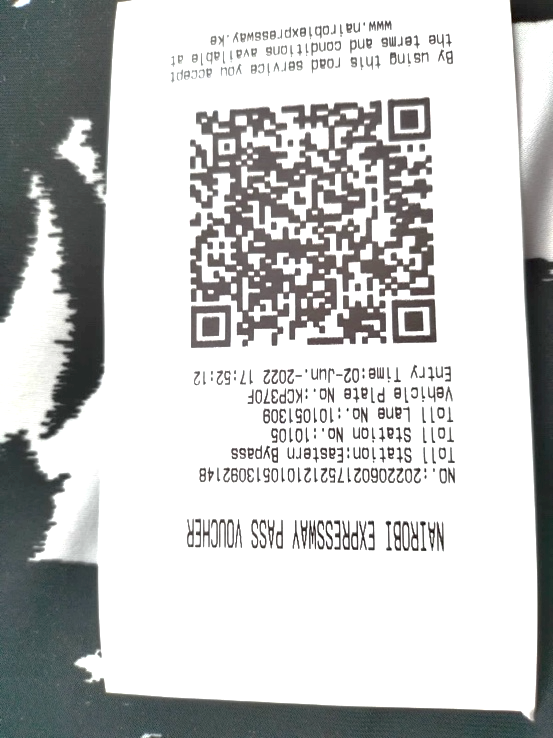 NAIROBI EXPRESSWAY PASS VOUCHER
NO.:20220602175212101051309214B
Toll Station:Eastern Bypass
Toll Station No.:10105
Toll Lane No.:101051309
Vehicle Plate No.:KCP370F
Entry Time:02-Jun.-2022 17:52:12
By using this road service you accept
the terms and conditions available at
www.nairobiexpressway.ke